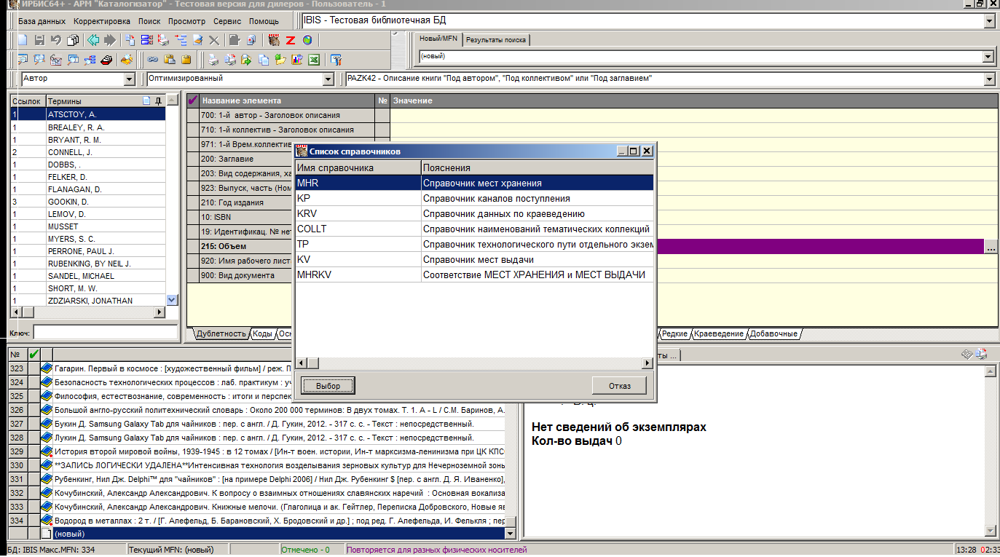 ИРБИС64+ - АРМ "Каталогизатор" - Тестовая версия для дилеров - Пользователь - 1
База данных Корректировка Поиск Просмотр Сервис Помощь
IBIS - Тестовая библиотечная БД
Новый/MFN Результаты поиска
(новый)
Автор
Оптимизированный
PAZK42 - Описание книги "Под автором", "Под коллективом" или "Под заглавием"
Ссылок Термины
1 ATSCTOY, A.
1 BREALEY, R. A.
1 BRYANT, R. M.
2 CONNELL, J.
1 DOBBS, .
1 FELKER, D.
1 FLANAGAN, D.
3 GOOKIN, D.
1 LEMOV, D.
1 MUSSET
1 MYERS, S. C.
1 PERRONE, PAUL J.
1 RUBENKING, BY NEIL J.
1 SANDEL, MICHAEL
1 SHORT, M. W.
1 ZDZIARSKI, JONATHAN
Ключ:
Название элемента № Значение
700: 1-й автор - Заголовок описания
710: 1-й коллектив - Заголовок описания
971: 1-й Врем.коллектив
200: Заглавие
203: Вид содержания, ха
923: Выпуск, часть (Ном
210: Год издания
10: ISBN
19: Идентификац. № нет
215: Объем
920: Имя рабочего лист
900: Вид документа
...
Дублетность Коды Осн
Редкие Краеведение Добавочные
Список справочников
Имя справочника Пояснения
MHR Справочник мест хранения
KP Справочник каналов поступления
KRV Справочник данных по краеведению
COLLT Справочник наименований тематических коллекций
TP Справочник технологического пути отдельного экзем
KV Справочник мест выдачи
MHRKV Соответствие МЕСТ ХРАНЕНИЯ и МЕСТ ВЫДАЧИ
Выбор Отказ
№
323 Гагарин. Первый в космосе : [художественный фильм] / реж. П
324 Безопасность технологических процессов : лаб. практикум : уч
325 Философия, естествознание, современность : итоги и перспек
326 Большой англо-русский политехнический словарь : Около 200 000 терминов: В двух томах. Т. 1. A - L / С.М. Баринов, А.
327 Букин Д. Samsung Galaxy Tab для чайников : пер. с англ. / Д. Гукин, 2012. - 317 с. с. - Текст : непосредственный.
328 Лукин Д. Samsung Galaxy Tab для чайников : пер. с англ. / Д. Гукин, 2012. - 317 с. с. - Текст : непосредственный.
329 История второй мировой войны, 1939-1945 : в 12 томах / [Ин-т воен. истории, Ин-т марксизма-ленинизма при ЦК КПС
330 **ЗАПИСЬ ЛОГИЧЕСКИ УДАЛЕНА**Интенсивная технология возделывания зерновых культур для Нечерноземной зоны
331 Рубенкинг, Нил Дж. Delphi™ для "чайников" : [на примере Delphi 2006] / Нил Дж. Рубенкинг $ [пер. с англ. Д. Я. Иваненко],
332 Кочубинский, Александр Александрович. К вопросу о взаимных отношениях славянских наречий : Основная вокализа
333 Кочубинский, Александр Александрович. Книжные мелочи. (Глаголица и ак. Гейтлер, Переписка Добровского, Новые яв
334 Водород в металлах : 2 т. / [Г. Алефельд, Б. Барановский, Х. Бродовский и др.] ; под ред. Г. Алефельда, И. Фелькля ; пер
(новый)
ты ...
Нет сведений об экземплярах
Кол-во выдач 0
БД: IBIS Макс.MFN: 334 Текущий MFN: (новый) Отмечено - 0 Повторяется для разных физических носителей 13:28 02:33